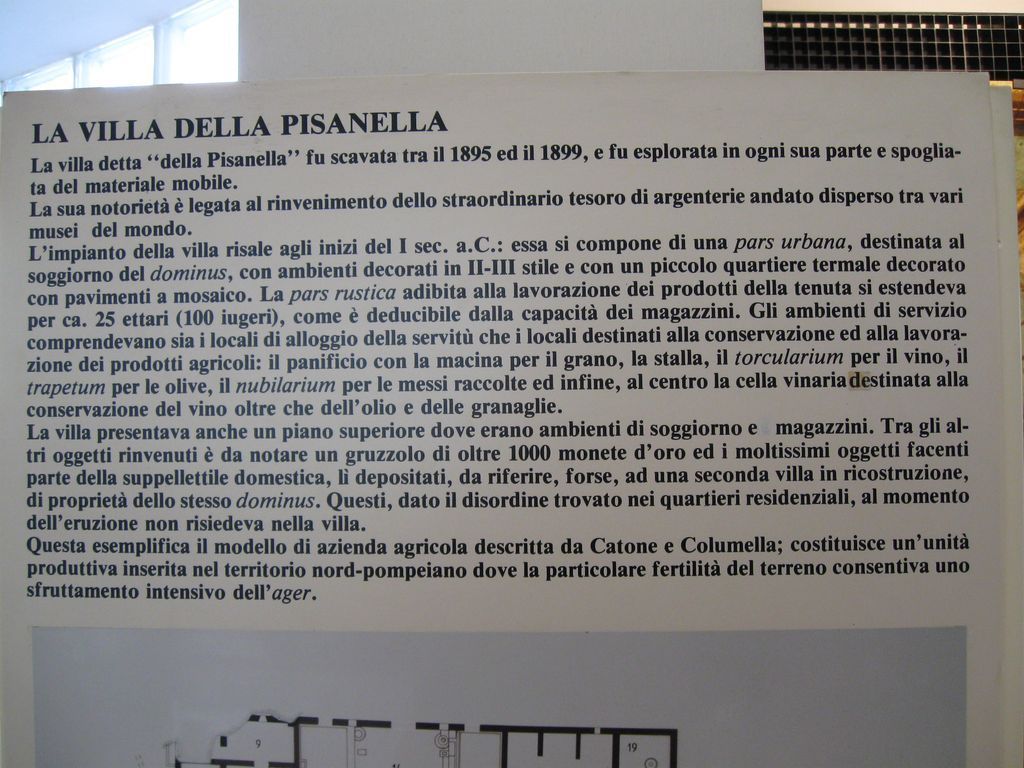 LA VILLA DELLA PISANELLA
La villa detta “della Pisanella” fu scavata tra il 1895 ed il 1899, e fu esplorata in ogni sua parte e spoglia-
ta del materiale mobile.
La sua notorietà è legata al rinvenimento dello straordinario tesoro di argenterie andato disperso tra vari
musei del mondo.
L’impianto della villa risale agli inizi del I sec. a.C.: essa si compone di una pars urbana, destinata al
soggiorno del dominus, con ambienti decorati in II-III stile e con un piccolo quartiere termale decorato
con pavimenti a mosaico. La pars rustica adibita alla lavorazione dei prodotti della tenuta si estendeva
per ca. 25 ettari (100 iugeri), come è deducibile dalla capacità dei magazzini. Gli ambienti di servizio
comprendevano sia i locali di alloggio della servitù che i locali destinati alla conservazione ed alla lavora-
zione dei prodotti agricoli: il panificio con la macina per il grano, la stalla, il torcularium per il vino, il
trapetum per le olive, il nubilarium per le messi raccolte ed infine, al centro la cella vinaria destinata alla
conservazione del vino oltre che dell’olio e delle granaglie.
La villa presentava anche un piano superiore dove erano ambienti di soggiorno e magazzini. Tra gli al-
tri oggetti rinvenuti è da notare un gruzzolo di oltre 1000 monete d’oro ed i moltissimi oggetti facenti
parte della suppellettile domestica, lì depositati, da riferire, forse, ad una seconda villa in ricostruzione,
di proprietà dello stesso dominus. Questi, dato il disordine trovato nei quartieri residenziali, al momento
dell’eruzione non risiedeva nella villa.
Questa esemplifica il modello di azienda agricola descritta da Catone e Columella; costituisce un’unità
produttiva inserita nel territorio nord-pompeiano dove la particolare fertilità del terreno consentiva uno
sfruttamento intensivo dell’ager.
9
19